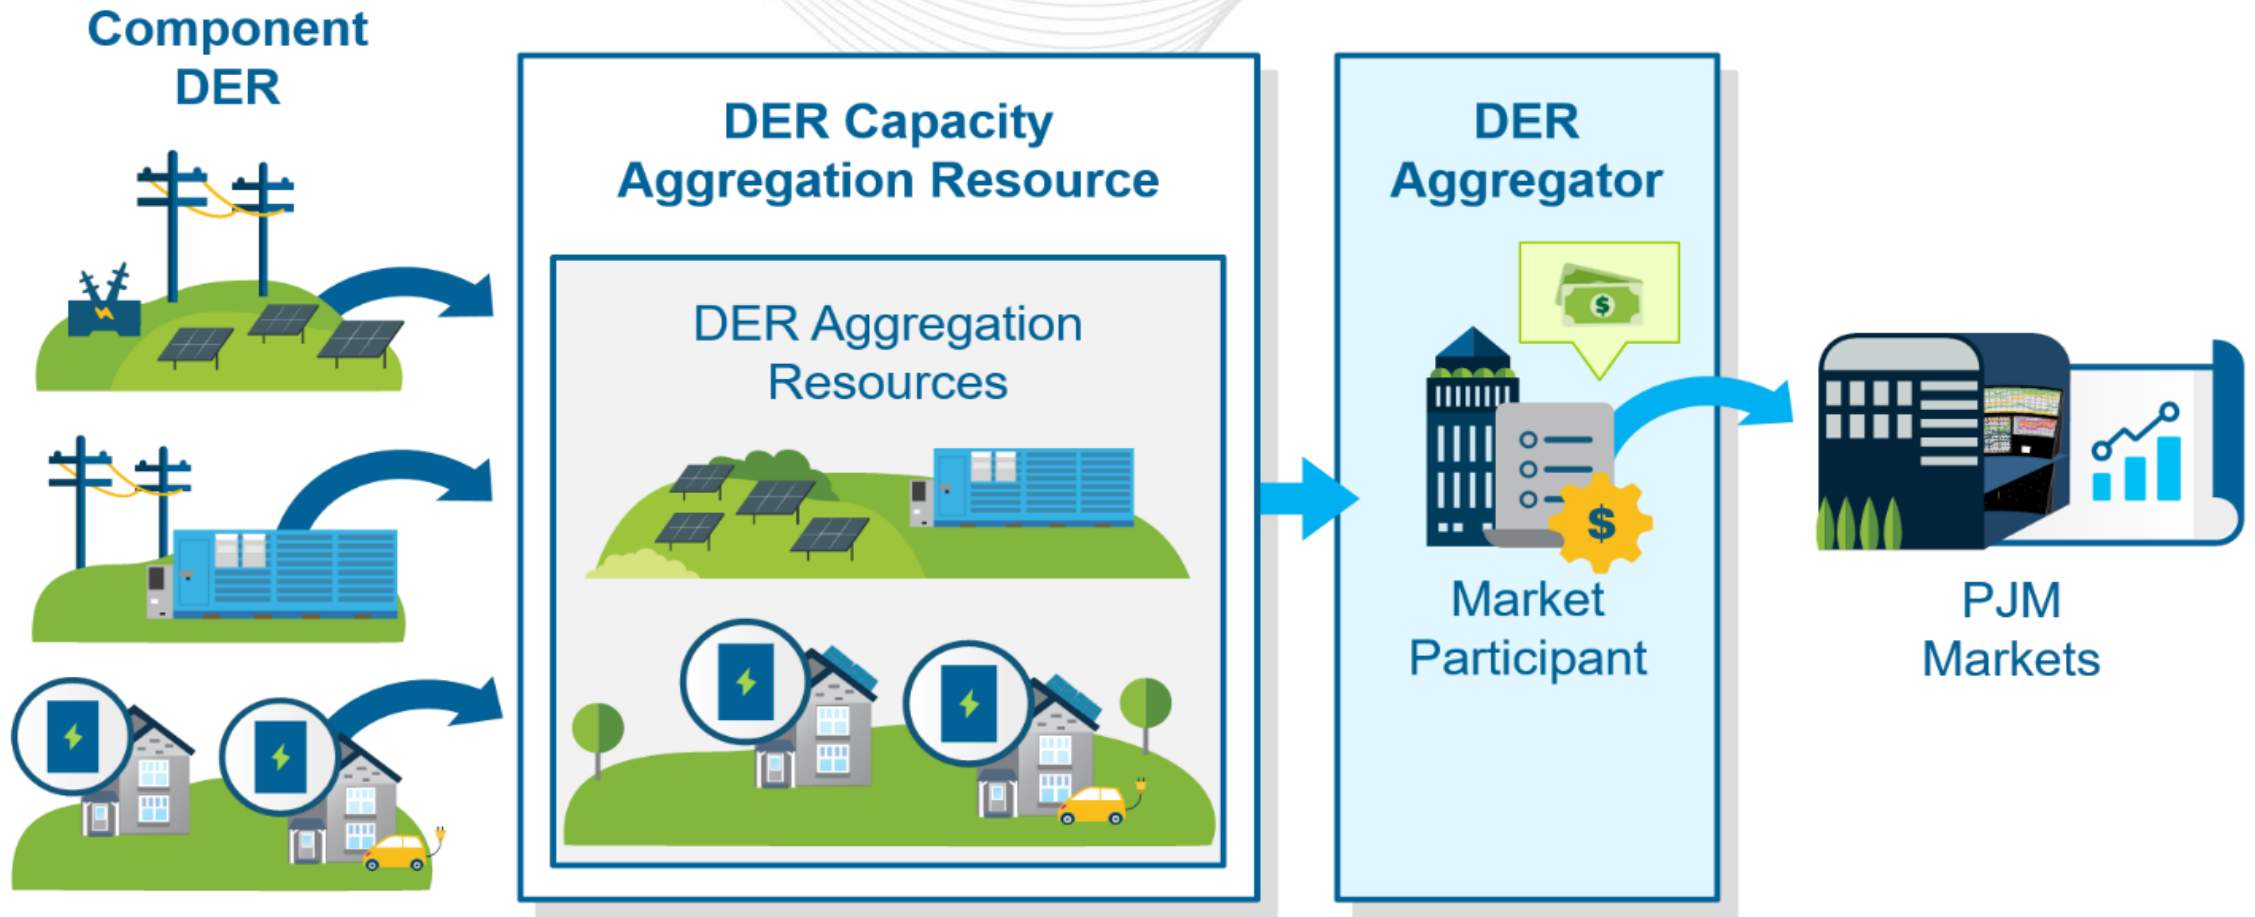 Component
DER
DER Capacity
Aggregation Resource
DER Aggregation
Resources
DER
Aggregator
$
$
Market
Participant
PJM
Markets